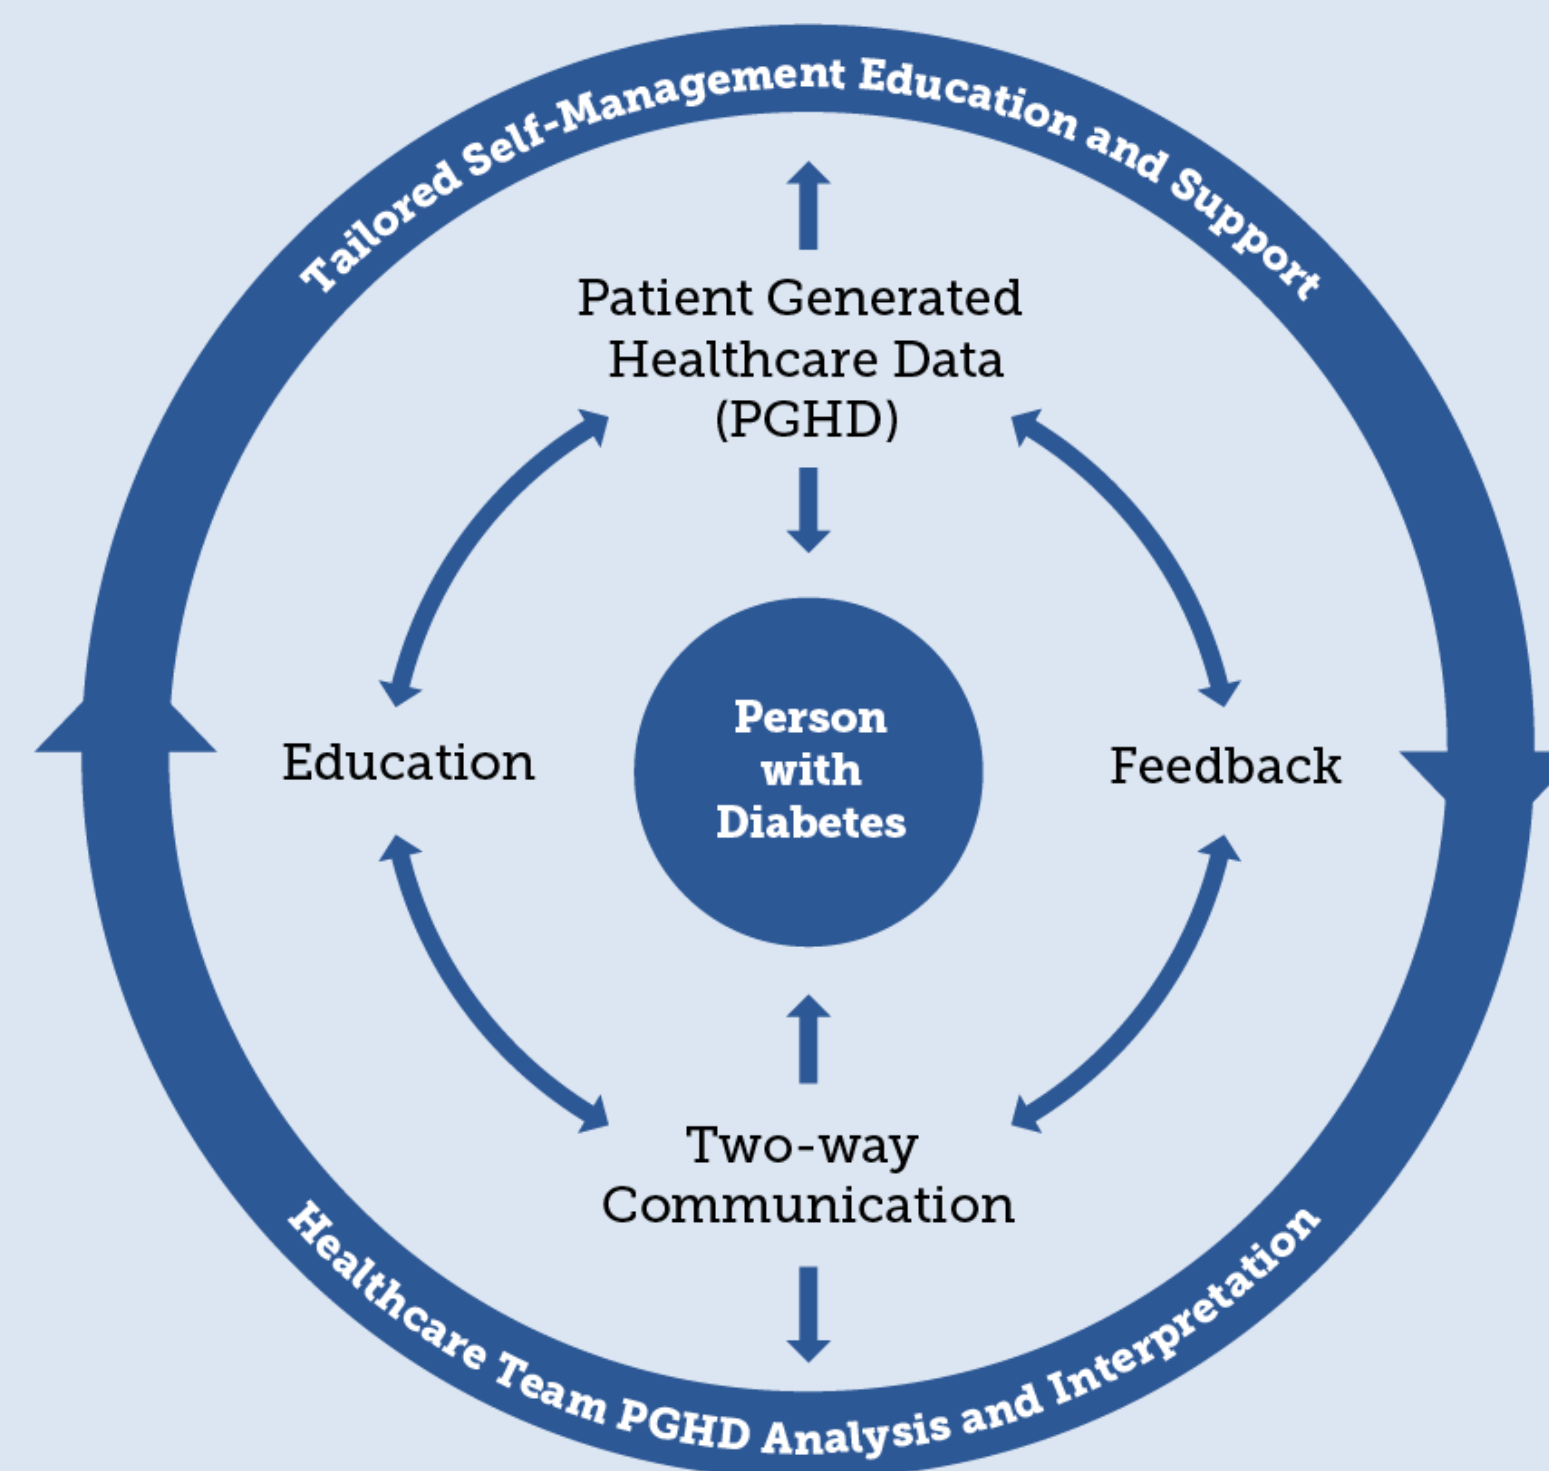 Tailored Self-Management Education and Support
Patient Generated
Healthcare Data
(PGHD)
Education
Person
with
Diabetes
Feedback
Two-way
Communication
Healthcare Team PGHD Analysis and Interpretation